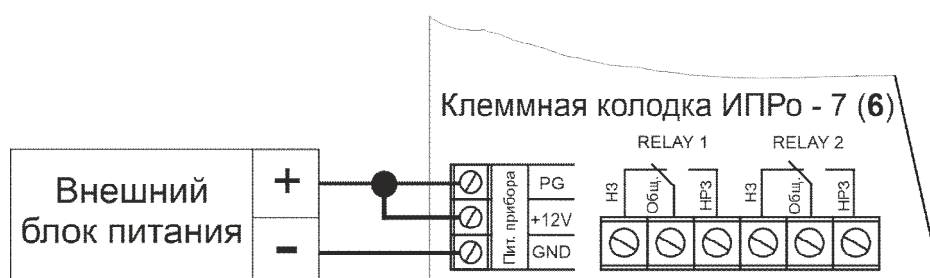 Клеммная колодка ИПРо - 7 (6)
RELAY 1
RELAY 2
Внешний
блок питания
+
-
Пит. прибора
PG
+12V
GND
НЗ
Общ.
НРЗ
НЗ
Общ.
НРЗ